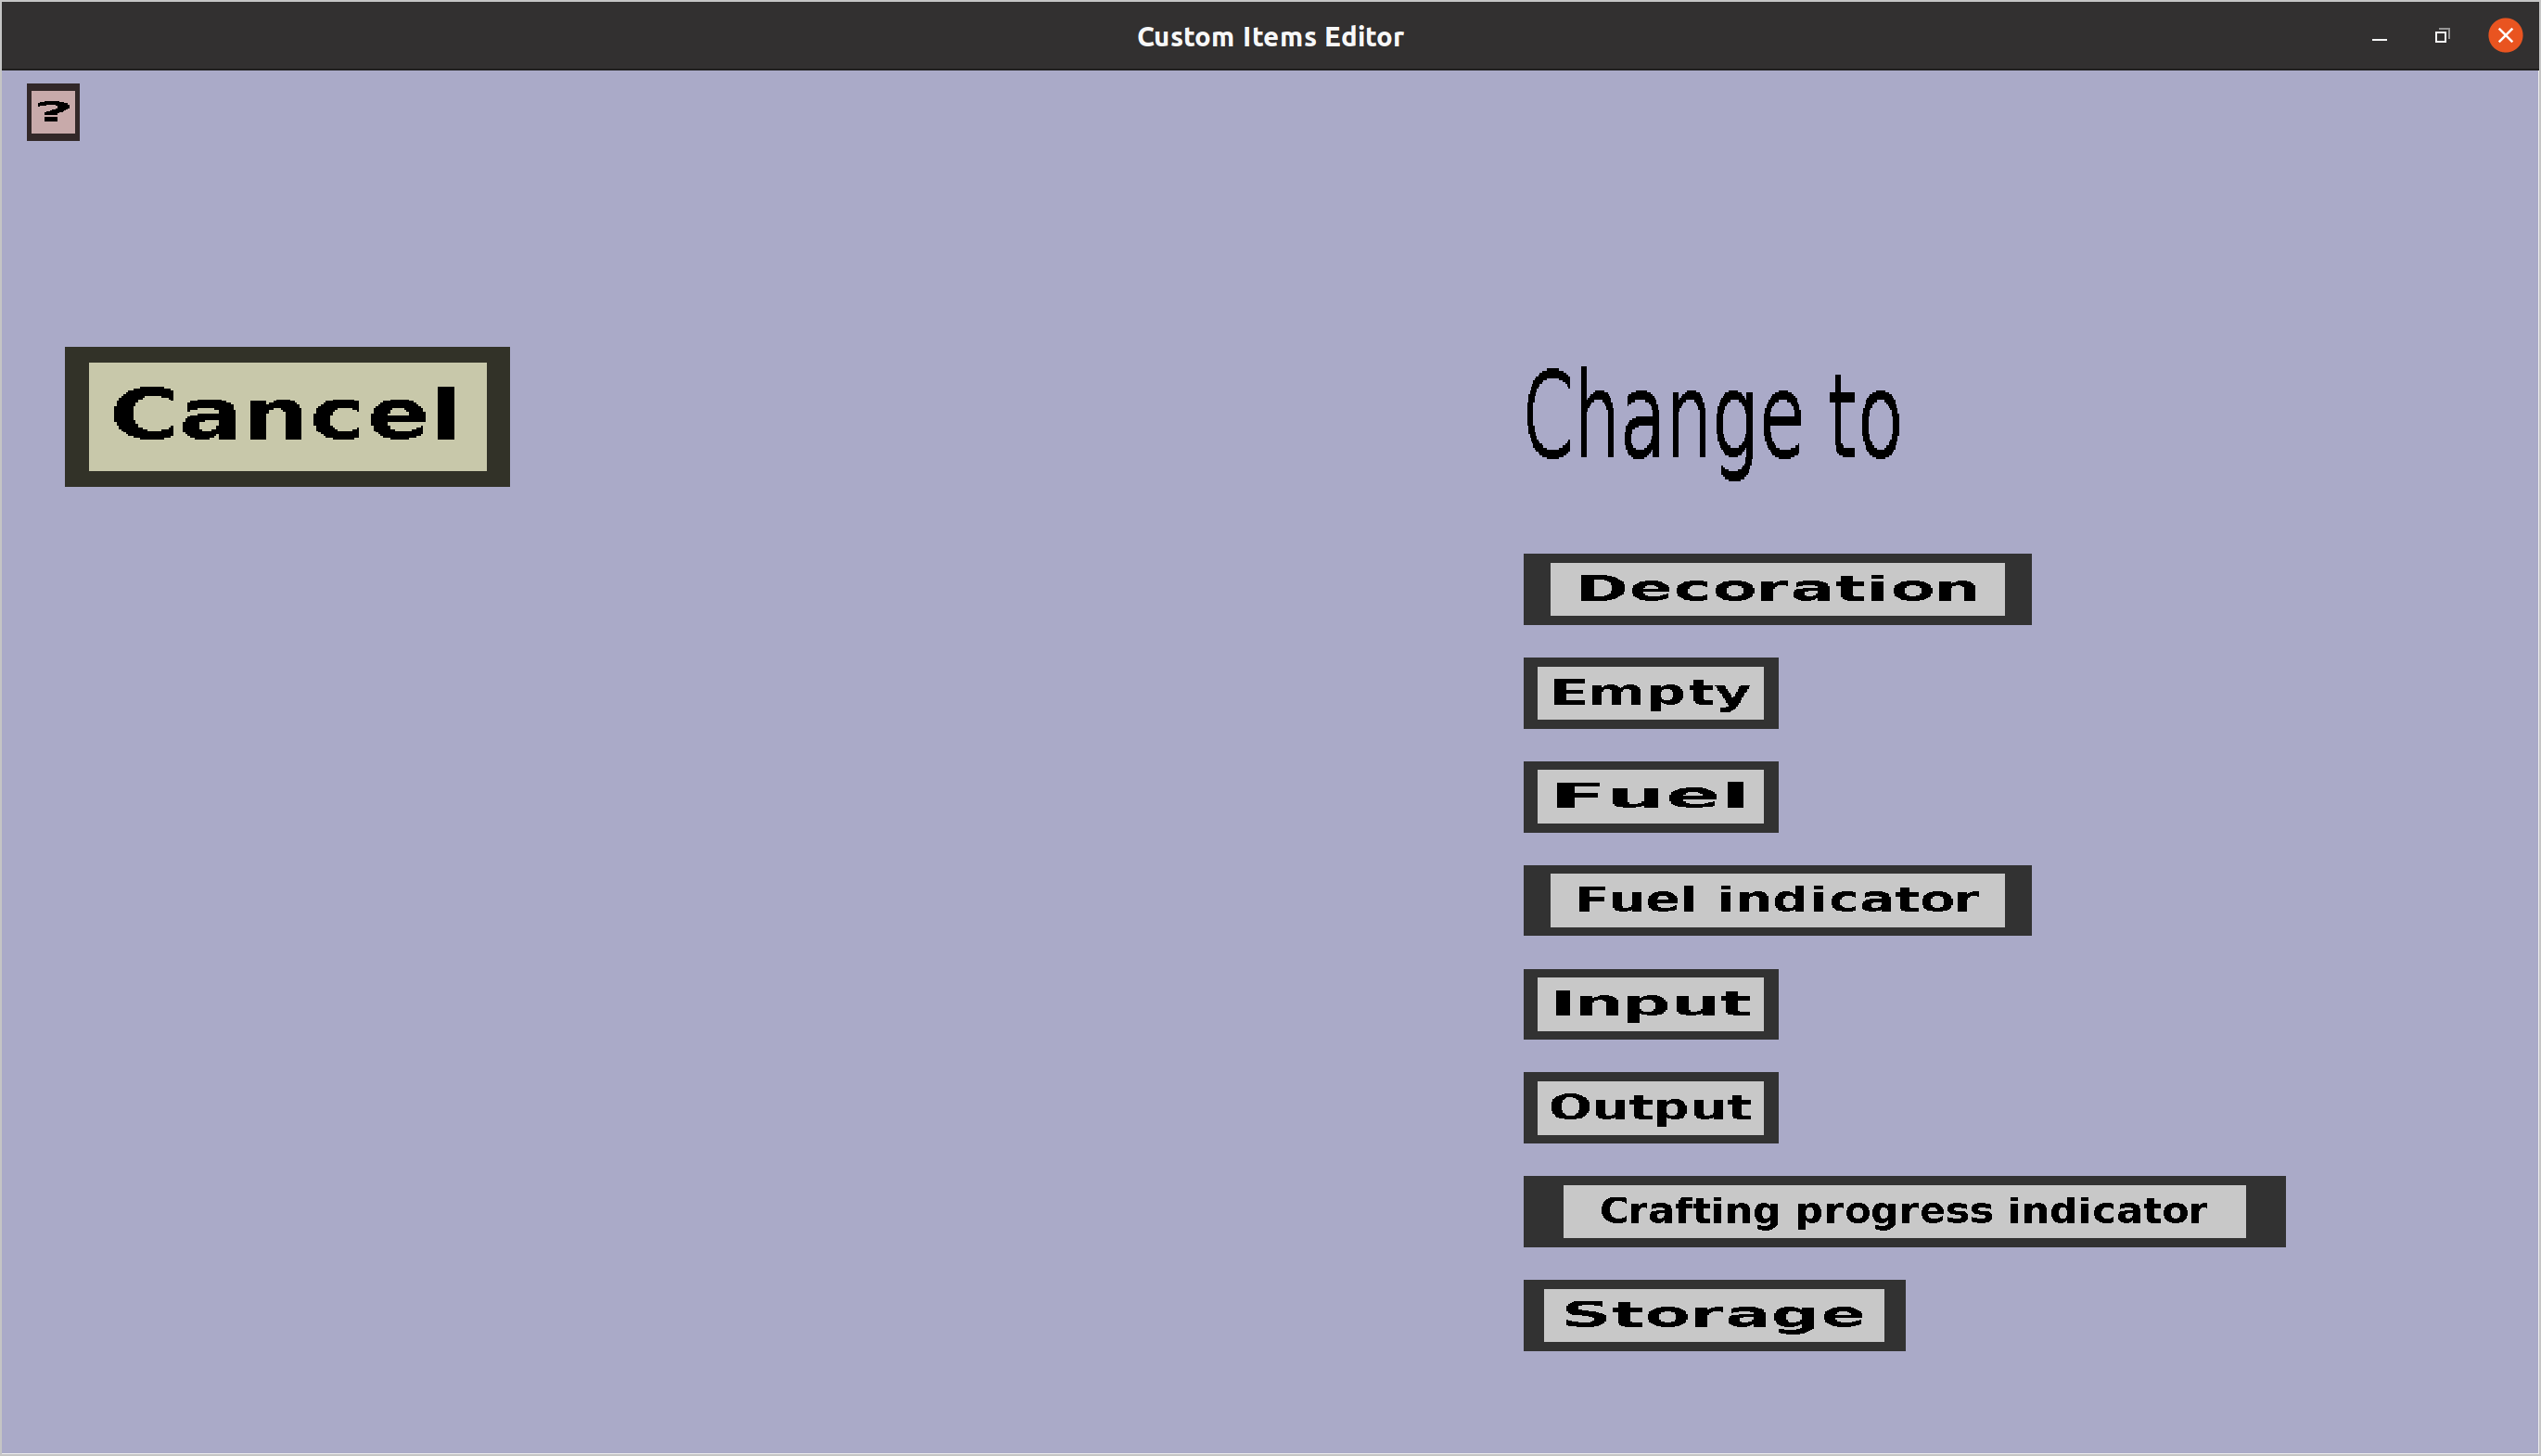 Custom Items Editor
?
Cancel
Change to
Decoration
Empty
Fuel
Fuel indicator
Input
Output
Crafting progress indicator
Storage